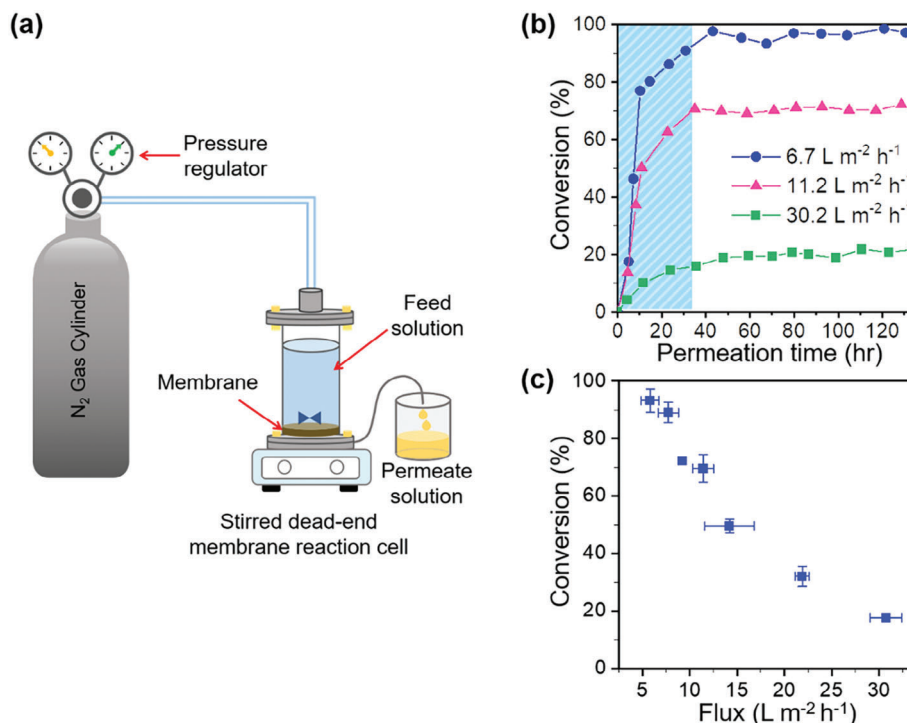 (a)
Pressure
regulator
N₂ Gas Cylinder
Feed
solution
Membrane
Permeate
solution
Stirred dead-end
membrane reaction cell
(b)
Conversion (%)
100
80
60
40
20
0
6.7 L m⁻² h⁻¹
11.2 L m⁻² h⁻¹
30.2 L m⁻² h⁻¹
0 20 40 60 80 100 120
Permeation time (hr)
(c)
Conversion (%)
100
80
60
40
20
0
5 10 15 20 25 30
Flux (L m⁻² h⁻¹)